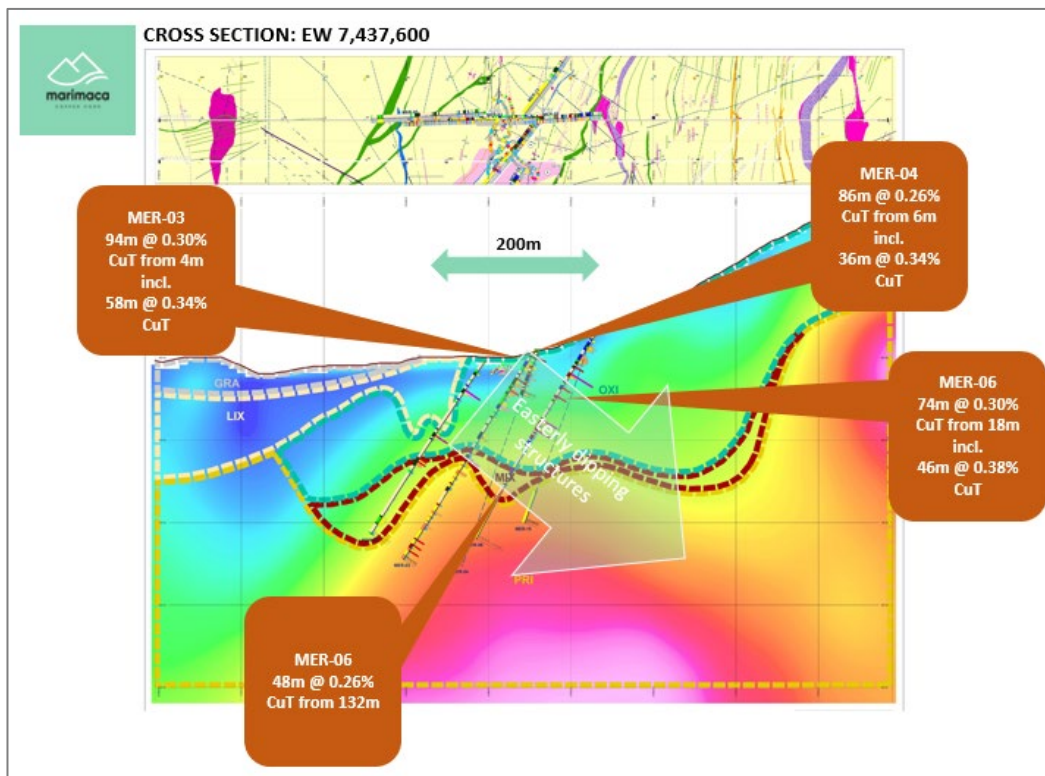 CROSS SECTION: EW 7,437,600
marimaca
COPPER CORP
MER-04
86m @ 0.26%
CuT from 6m
incl.
36m @ 0.34%
CuT
MER-03
94m @ 0.30%
CuT from 4m
incl.
58m @ 0.34%
CuT
200m
GRA
LIX
OXI
MER-06
74m @ 0.30%
CuT from 18m
incl.
46m @ 0.38%
CuT
Easterly dipping
structures
MIX
PRI
MER-06
48m @ 0.26%
CuT from 132m